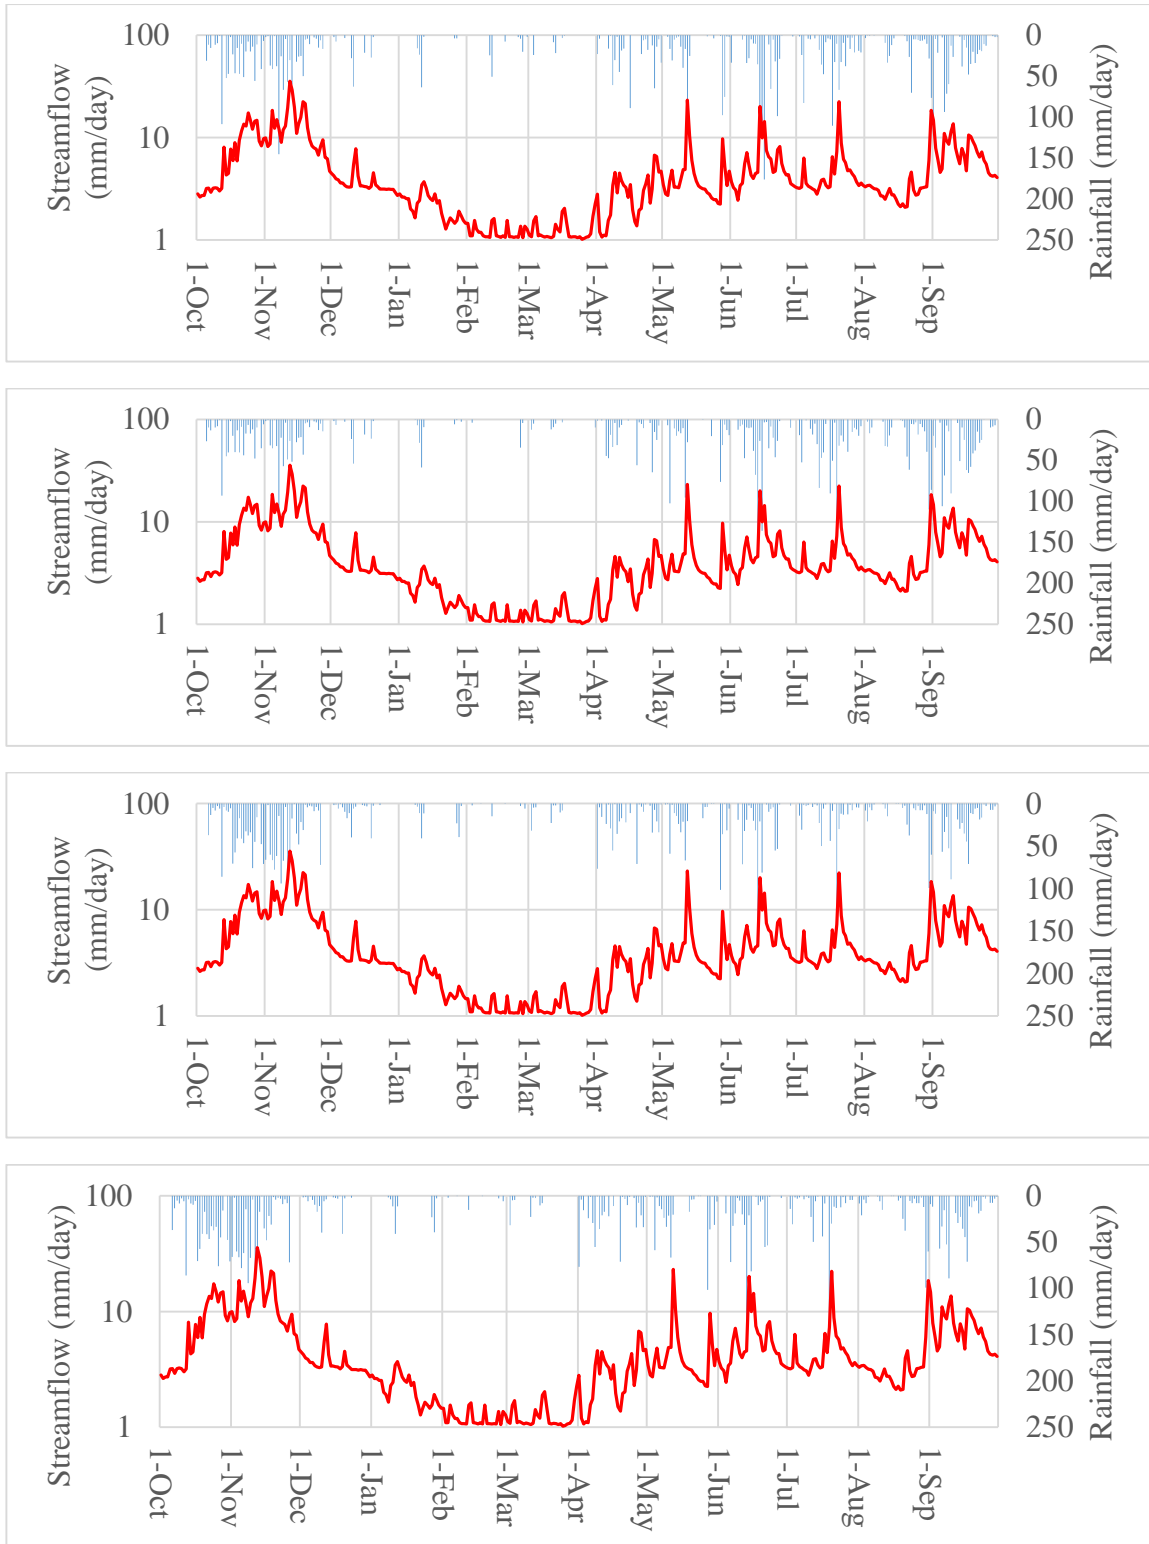 Streamflow
(mm/day)
100
10
1
0
50
100
150
200
250
Rainfall (mm/day)
1-Oct
1-Nov
1-Dec
1-Jan
1-Feb
1-Mar
1-Apr
1-May
1-Jun
1-Jul
1-Aug
1-Sep
Streamflow
(mm/day)
100
10
1
0
50
100
150
200
250
Rainfall (mm/day)
1-Oct
1-Nov
1-Dec
1-Jan
1-Feb
1-Mar
1-Apr
1-May
1-Jun
1-Jul
1-Aug
1-Sep
Streamflow
(mm/day)
100
10
1
0
50
100
150
200
250
Rainfall (mm/day)
1-Oct
1-Nov
1-Dec
1-Jan
1-Feb
1-Mar
1-Apr
1-May
1-Jun
1-Jul
1-Aug
1-Sep
Streamflow (mm/day)
100
10
1
0
50
100
150
200
250
Rainfall (mm/day)
1-Oct
1-Nov
1-Dec
1-Jan
1-Feb
1-Mar
1-Apr
1-May
1-Jun
1-Jul
1-Aug
1-Sep